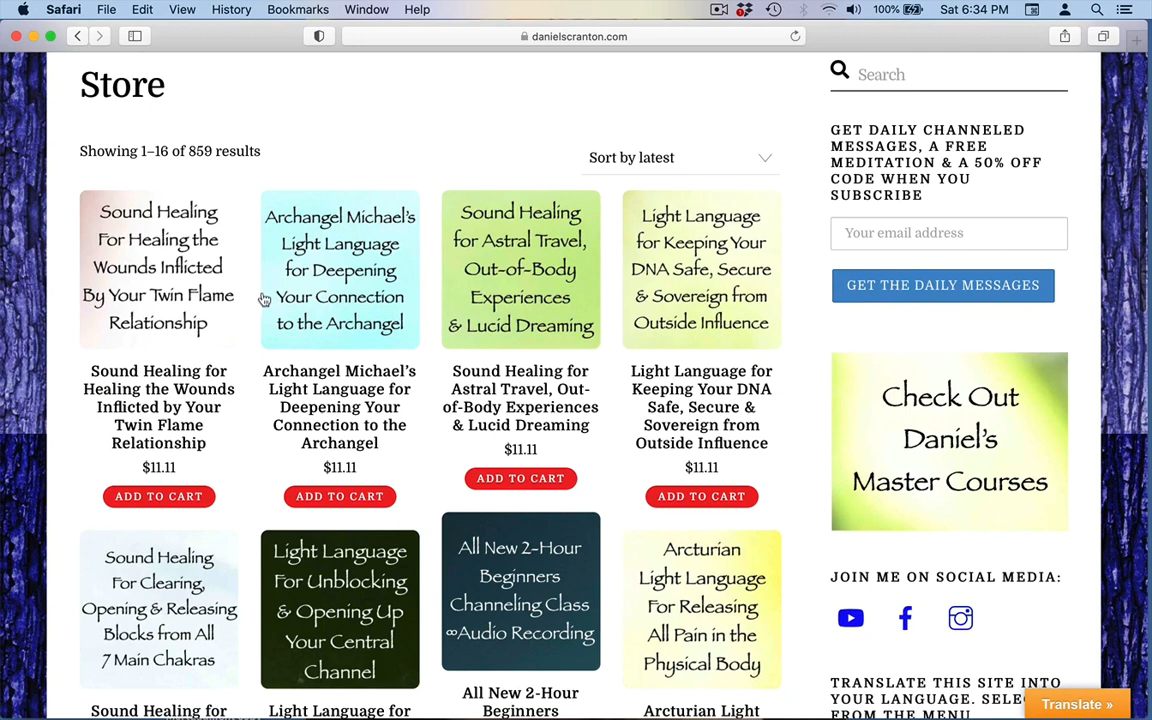 Safari File Edit View History Bookmarks Window Help
100% Sat 6:34 PM
danielscranton.com
Store
Search
Showing 1–16 of 859 results
Sort by latest
GET DAILY CHANNELED
MESSAGES, A FREE
MEDITATION & A 50% OFF
CODE WHEN YOU
SUBSCRIBE
Your email address
GET THE DAILY MESSAGES
Sound Healing
For Healing the
Wounds Inflicted
By Your Twin Flame
Relationship
Archangel Michael's
Light Language
for Deepening
Your Connection
to the Archangel
Sound Healing
for Astral Travel,
Out-of-Body
Experiences
& Lucid Dreaming
Light Language
for Keeping Your
DNA Safe, Secure
& Sovereign from
Outside Influence
Sound Healing for
Healing the Wounds
Inflicted by Your
Twin Flame
Relationship
$11.11
ADD TO CART
Archangel Michael's
Light Language for
Deepening Your
Connection to the
Archangel
$11.11
ADD TO CART
Sound Healing for
Astral Travel, Out-
of-Body Experiences
& Lucid Dreaming
$11.11
ADD TO CART
Light Language for
Keeping Your DNA
Safe, Secure &
Sovereign from
Outside Influence
$11.11
ADD TO CART
Check Out
Daniel's
Master Courses
Sound Healing
For Clearing,
Opening & Releasing
Blocks from All
7 Main Chakras
Light Language
For Unblocking
& Opening Up
Your Central
Channel
All New 2-Hour
Beginners
Channeling Class
∞Audio Recording
Arcturian
Light Language
For Releasing
All Pain in the
Physical Body
JOIN ME ON SOCIAL MEDIA:
Sound Healing for
Light Language for
All New 2-Hour
Beginners
Arcturian Light
TRANSLATE THIS SITE INTO
YOUR LANGUAGE.
FROM THE MENU
Translate »